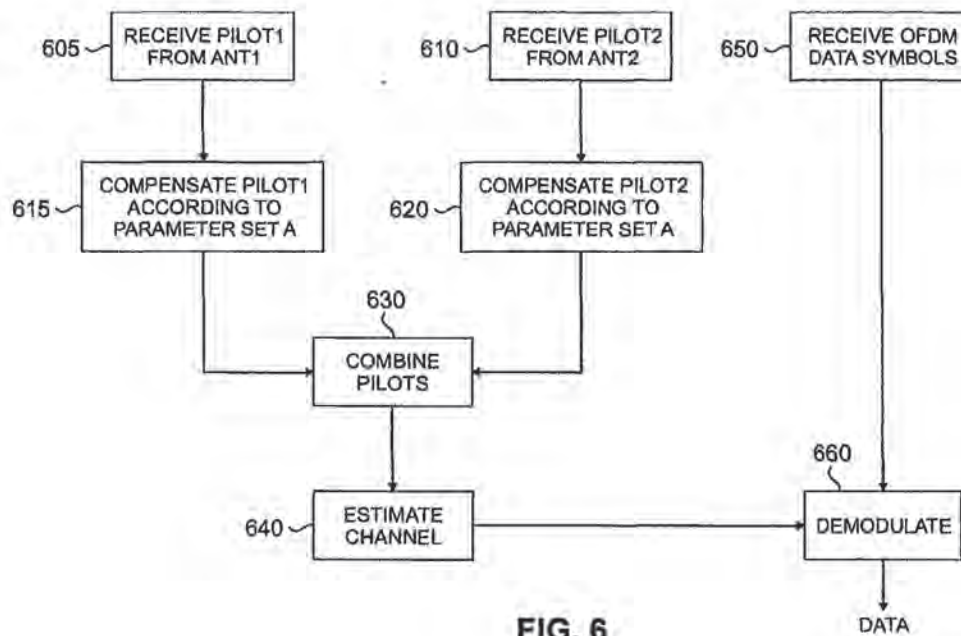 605
RECEIVE PILOT1
FROM ANT1
610
RECEIVE PILOT2
FROM ANT2
650
RECEIVE OFDM
DATA SYMBOLS
615
COMPENSATE PILOT1
ACCORDING TO
PARAMETER SET A
620
COMPENSATE PILOT2
ACCORDING TO
PARAMETER SET A
630
COMBINE
PILOTS
640
ESTIMATE
CHANNEL
660
DEMODULATE
DATA
FIG. 6